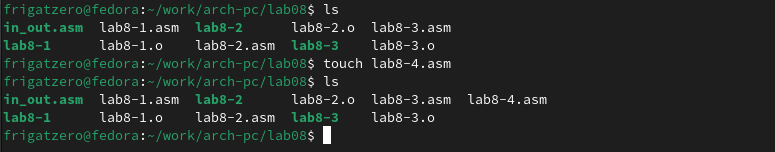 frigatzero@fedora:~/work/arch-pc/lab08$ ls
in_out.asm lab8-1.asm lab8-2 lab8-2.o lab8-3.asm
lab8-1 lab8-1.o lab8-2.asm lab8-3 lab8-3.o
frigatzero@fedora:~/work/arch-pc/lab08$ touch lab8-4.asm
frigatzero@fedora:~/work/arch-pc/lab08$ ls
in_out.asm lab8-1.asm lab8-2 lab8-2.o lab8-3.asm lab8-4.asm
lab8-1 lab8-1.o lab8-2.asm lab8-3 lab8-3.o
frigatzero@fedora:~/work/arch-pc/lab08$